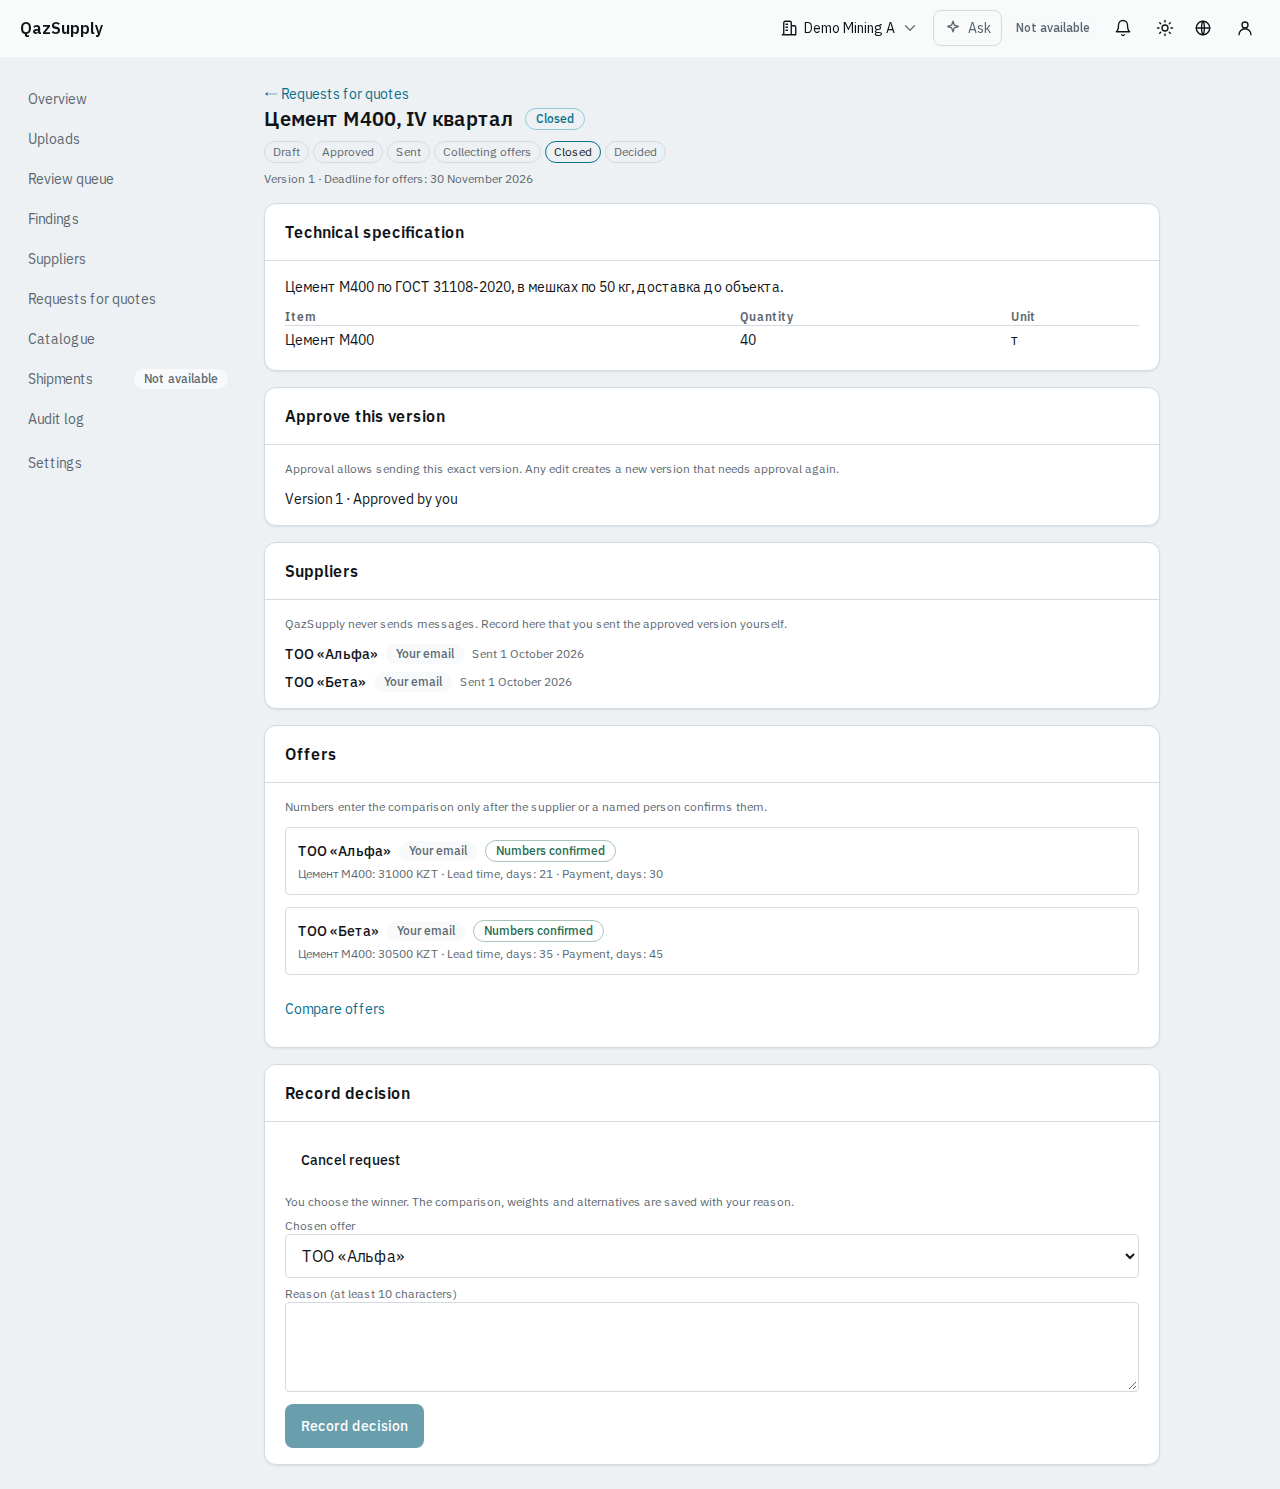 QazSupply
Demo Mining A
Ask
Not available
Overview
Uploads
Review queue
Findings
Suppliers
Requests for quotes
Catalogue
Shipments Not available
Audit log
Settings
← Requests for quotes
Цемент М400, IV квартал Closed
Draft Approved Sent Collecting offers Closed Decided
Version 1 · Deadline for offers: 30 November 2026
Technical specification
Цемент М400 по ГОСТ 31108-2020, в мешках по 50 кг, доставка до объекта.
Item Quantity Unit
Цемент М400 40 т
Approve this version
Approval allows sending this exact version. Any edit creates a new version that needs approval again.
Version 1 · Approved by you
Suppliers
QazSupply never sends messages. Record here that you sent the approved version yourself.
ТОО «Альфа» Your email Sent 1 October 2026
ТОО «Бета» Your email Sent 1 October 2026
Offers
Numbers enter the comparison only after the supplier or a named person confirms them.
ТОО «Альфа» Your email Numbers confirmed
Цемент М400: 31000 KZT · Lead time, days: 21 · Payment, days: 30
ТОО «Бета» Your email Numbers confirmed
Цемент М400: 30500 KZT · Lead time, days: 35 · Payment, days: 45
Compare offers
Record decision
Cancel request
You choose the winner. The comparison, weights and alternatives are saved with your reason.
Chosen offer
ТОО «Альфа»
Reason (at least 10 characters)
Record decision